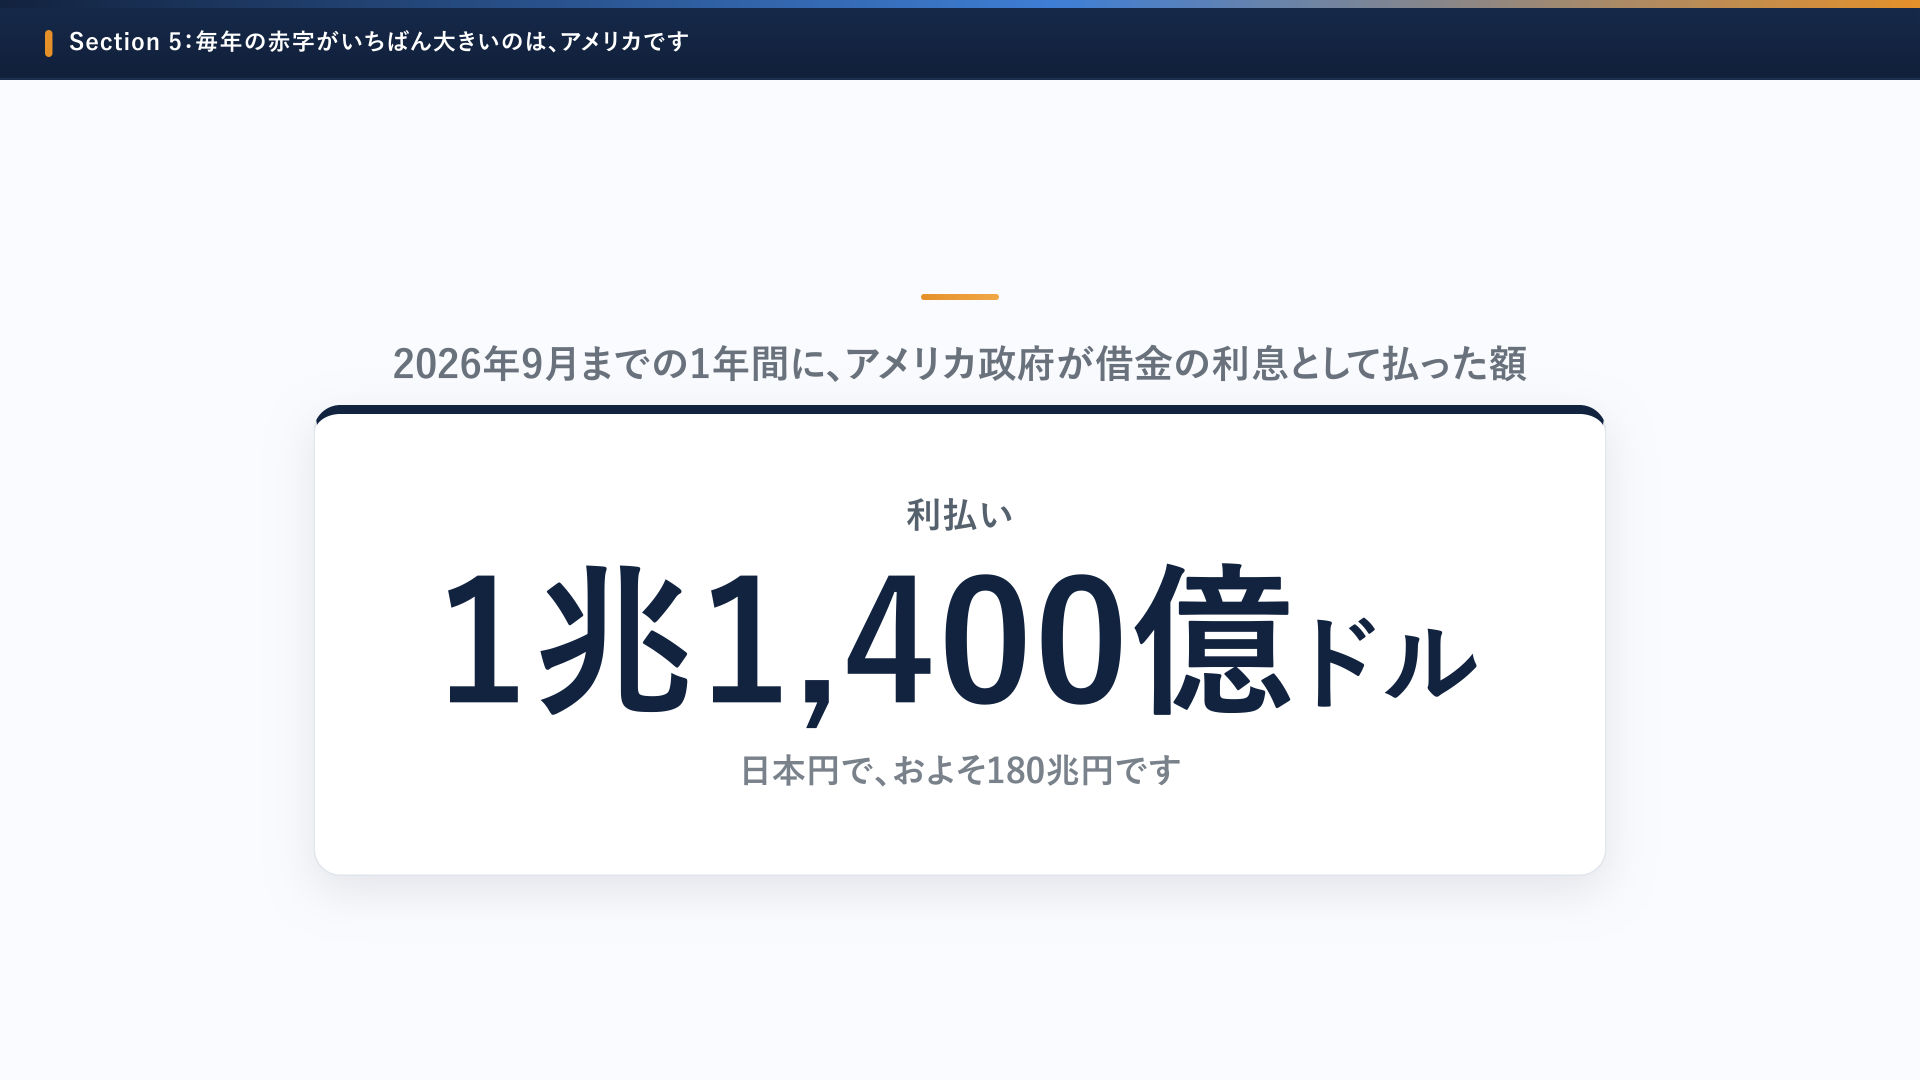 Section 5：毎年の赤字がいちばん大きいのは、アメリカです
2026年9月までの1年間に、アメリカ政府が借金の利息として払った額
利払い
1兆1,400億ドル
日本円で、およそ180兆円です